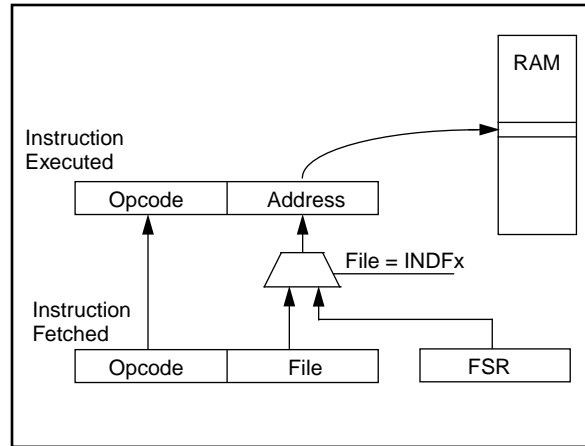 RAM
Instruction
Executed
Opcode
Address
File = INDFx
Instruction
Fetched
Opcode
File
FSR